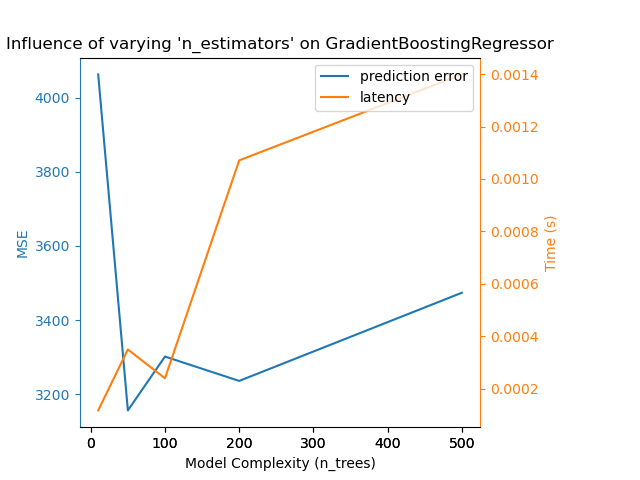 Influence of varying 'n_estimators' on GradientBoostingRegressor
prediction error
latency
4000
3800
3600
3400
3200
MSE
0.0014
0.0012
0.0010
0.0008
0.0006
0.0004
0.0002
Time (s)
0 100 200 300 400 500
Model Complexity (n_trees)